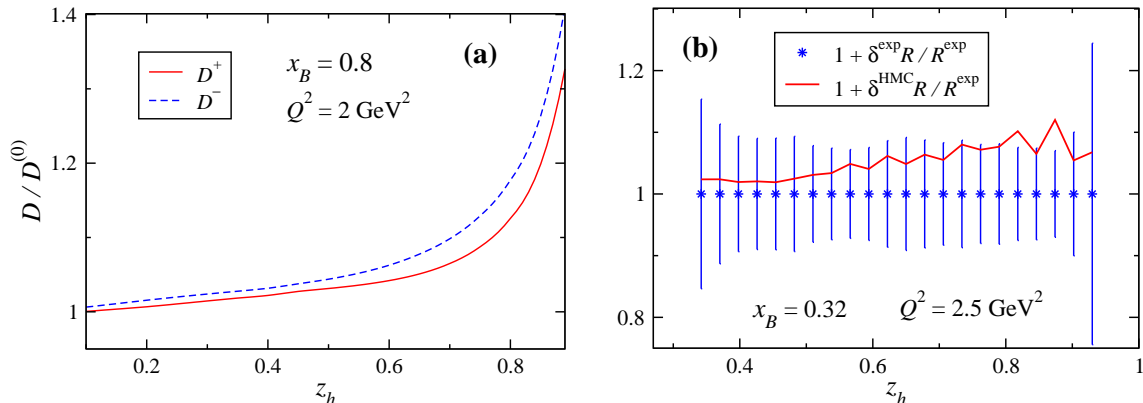 (a)
D⁺
D⁻
x_B = 0.8
Q² = 2 GeV²
D / D⁽⁰⁾
1.4
1.2
1
0.2
0.4
0.6
0.8
z_h
(b)
1 + δ^exp R / R^exp
1 + δ^HMC R / R^exp
x_B = 0.32
Q² = 2.5 GeV²
1.2
1
0.8
0.4
0.6
0.8
1
z_h